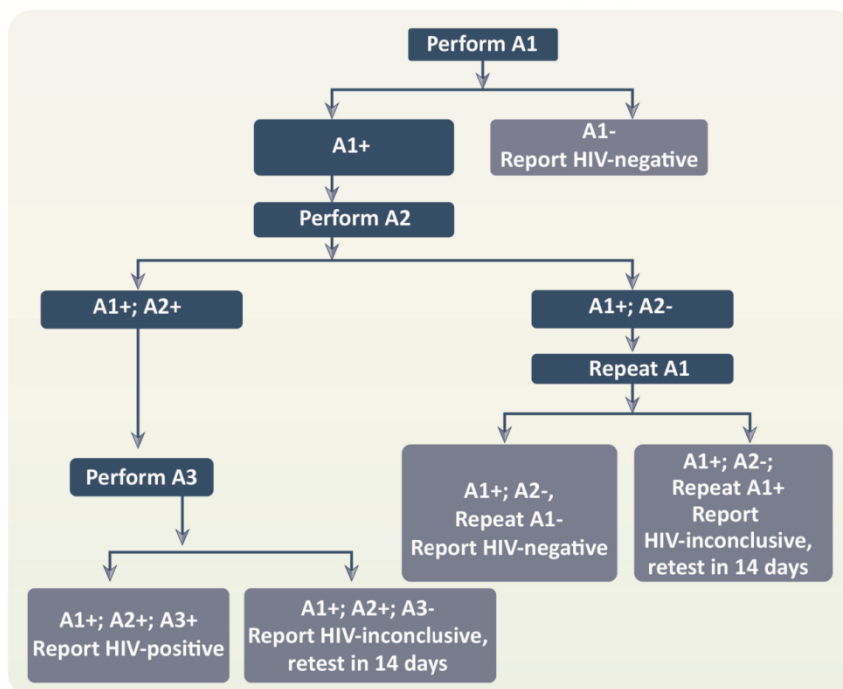 Perform A1
A1+
A1-
Report HIV-negative
Perform A2
A1+; A2+
A1+; A2-
Repeat A1
Perform A3
A1+; A2-,
Repeat A1-
Report HIV-negative
A1+; A2-;
Repeat A1+
Report
HIV-inconclusive,
retest in 14 days
A1+; A2+; A3+
Report HIV-positive
A1+; A2+; A3-
Report HIV-inconclusive,
retest in 14 days